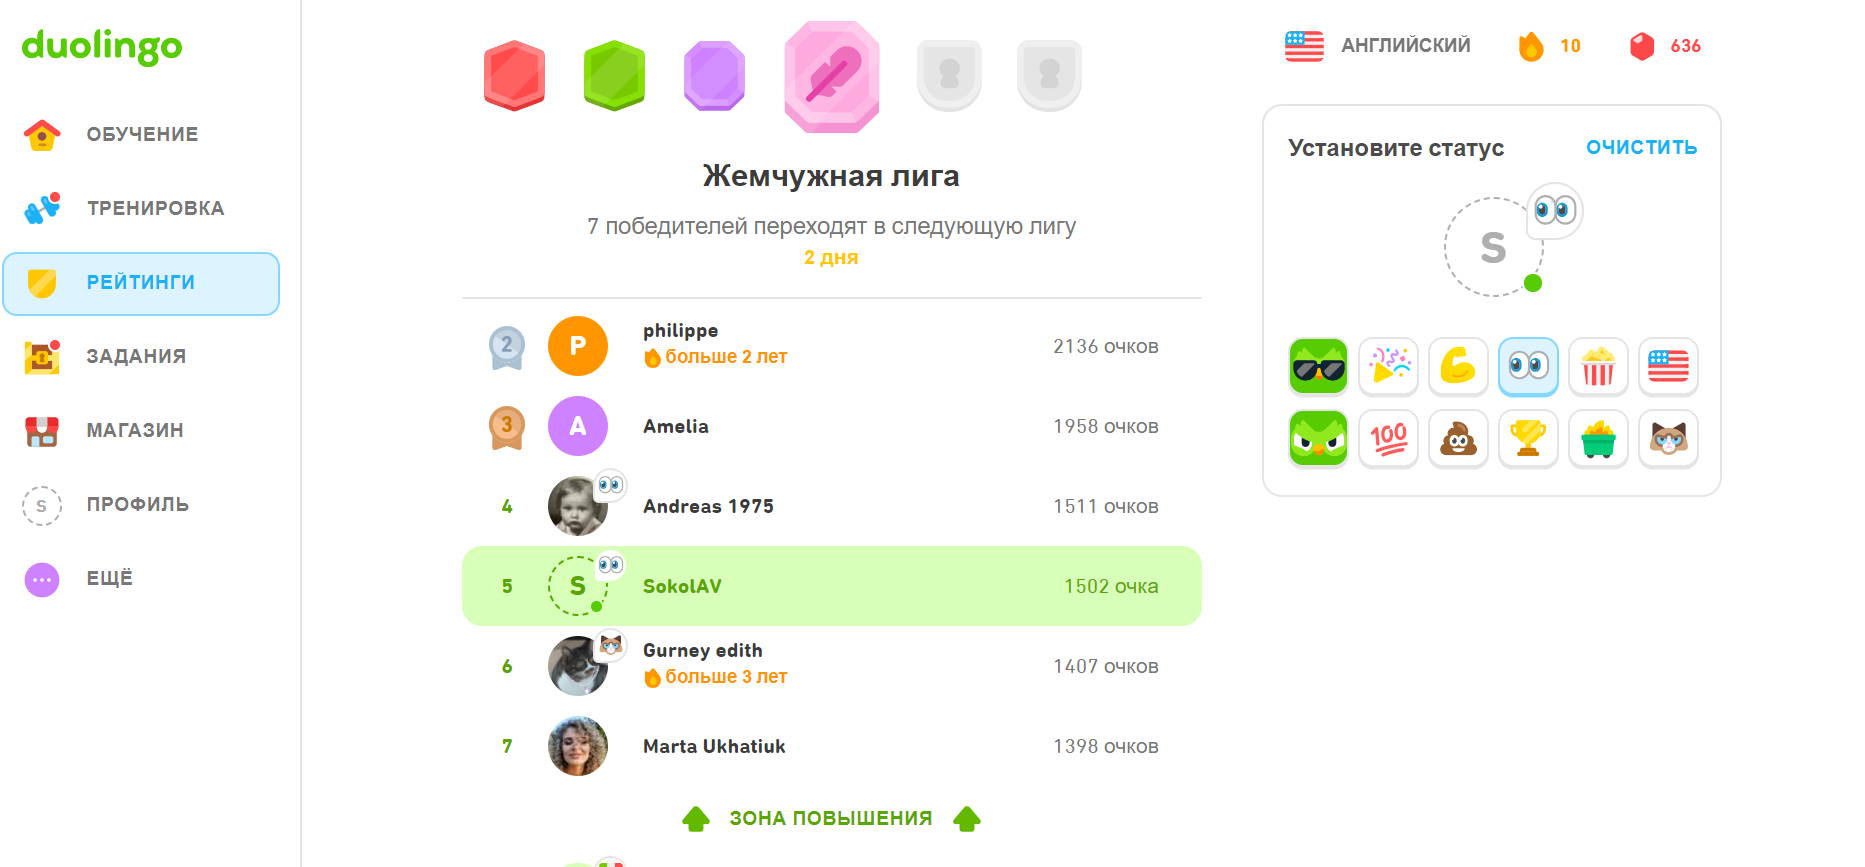 duolingo
ОБУЧЕНИЕ
ТРЕНИРОВКА
РЕЙТИНГИ
ЗАДАНИЯ
МАГАЗИН
S
ПРОФИЛЬ
ЕЩЁ
Жемчужная лига
7 победителей переходят в следующую лигу
2 дня
2
P
philippe
больше 2 лет
2136 очков
3
A
Amelia
1958 очков
4
Andreas 1975
1511 очков
5
S
SokolAV
1502 очка
6
Gurney edith
больше 3 лет
1407 очков
7
Marta Ukhatiuk
1398 очков
ЗОНА ПОВЫШЕНИЯ
АНГЛИЙСКИЙ
10
636
Установите статус
ОЧИСТИТЬ
S
100